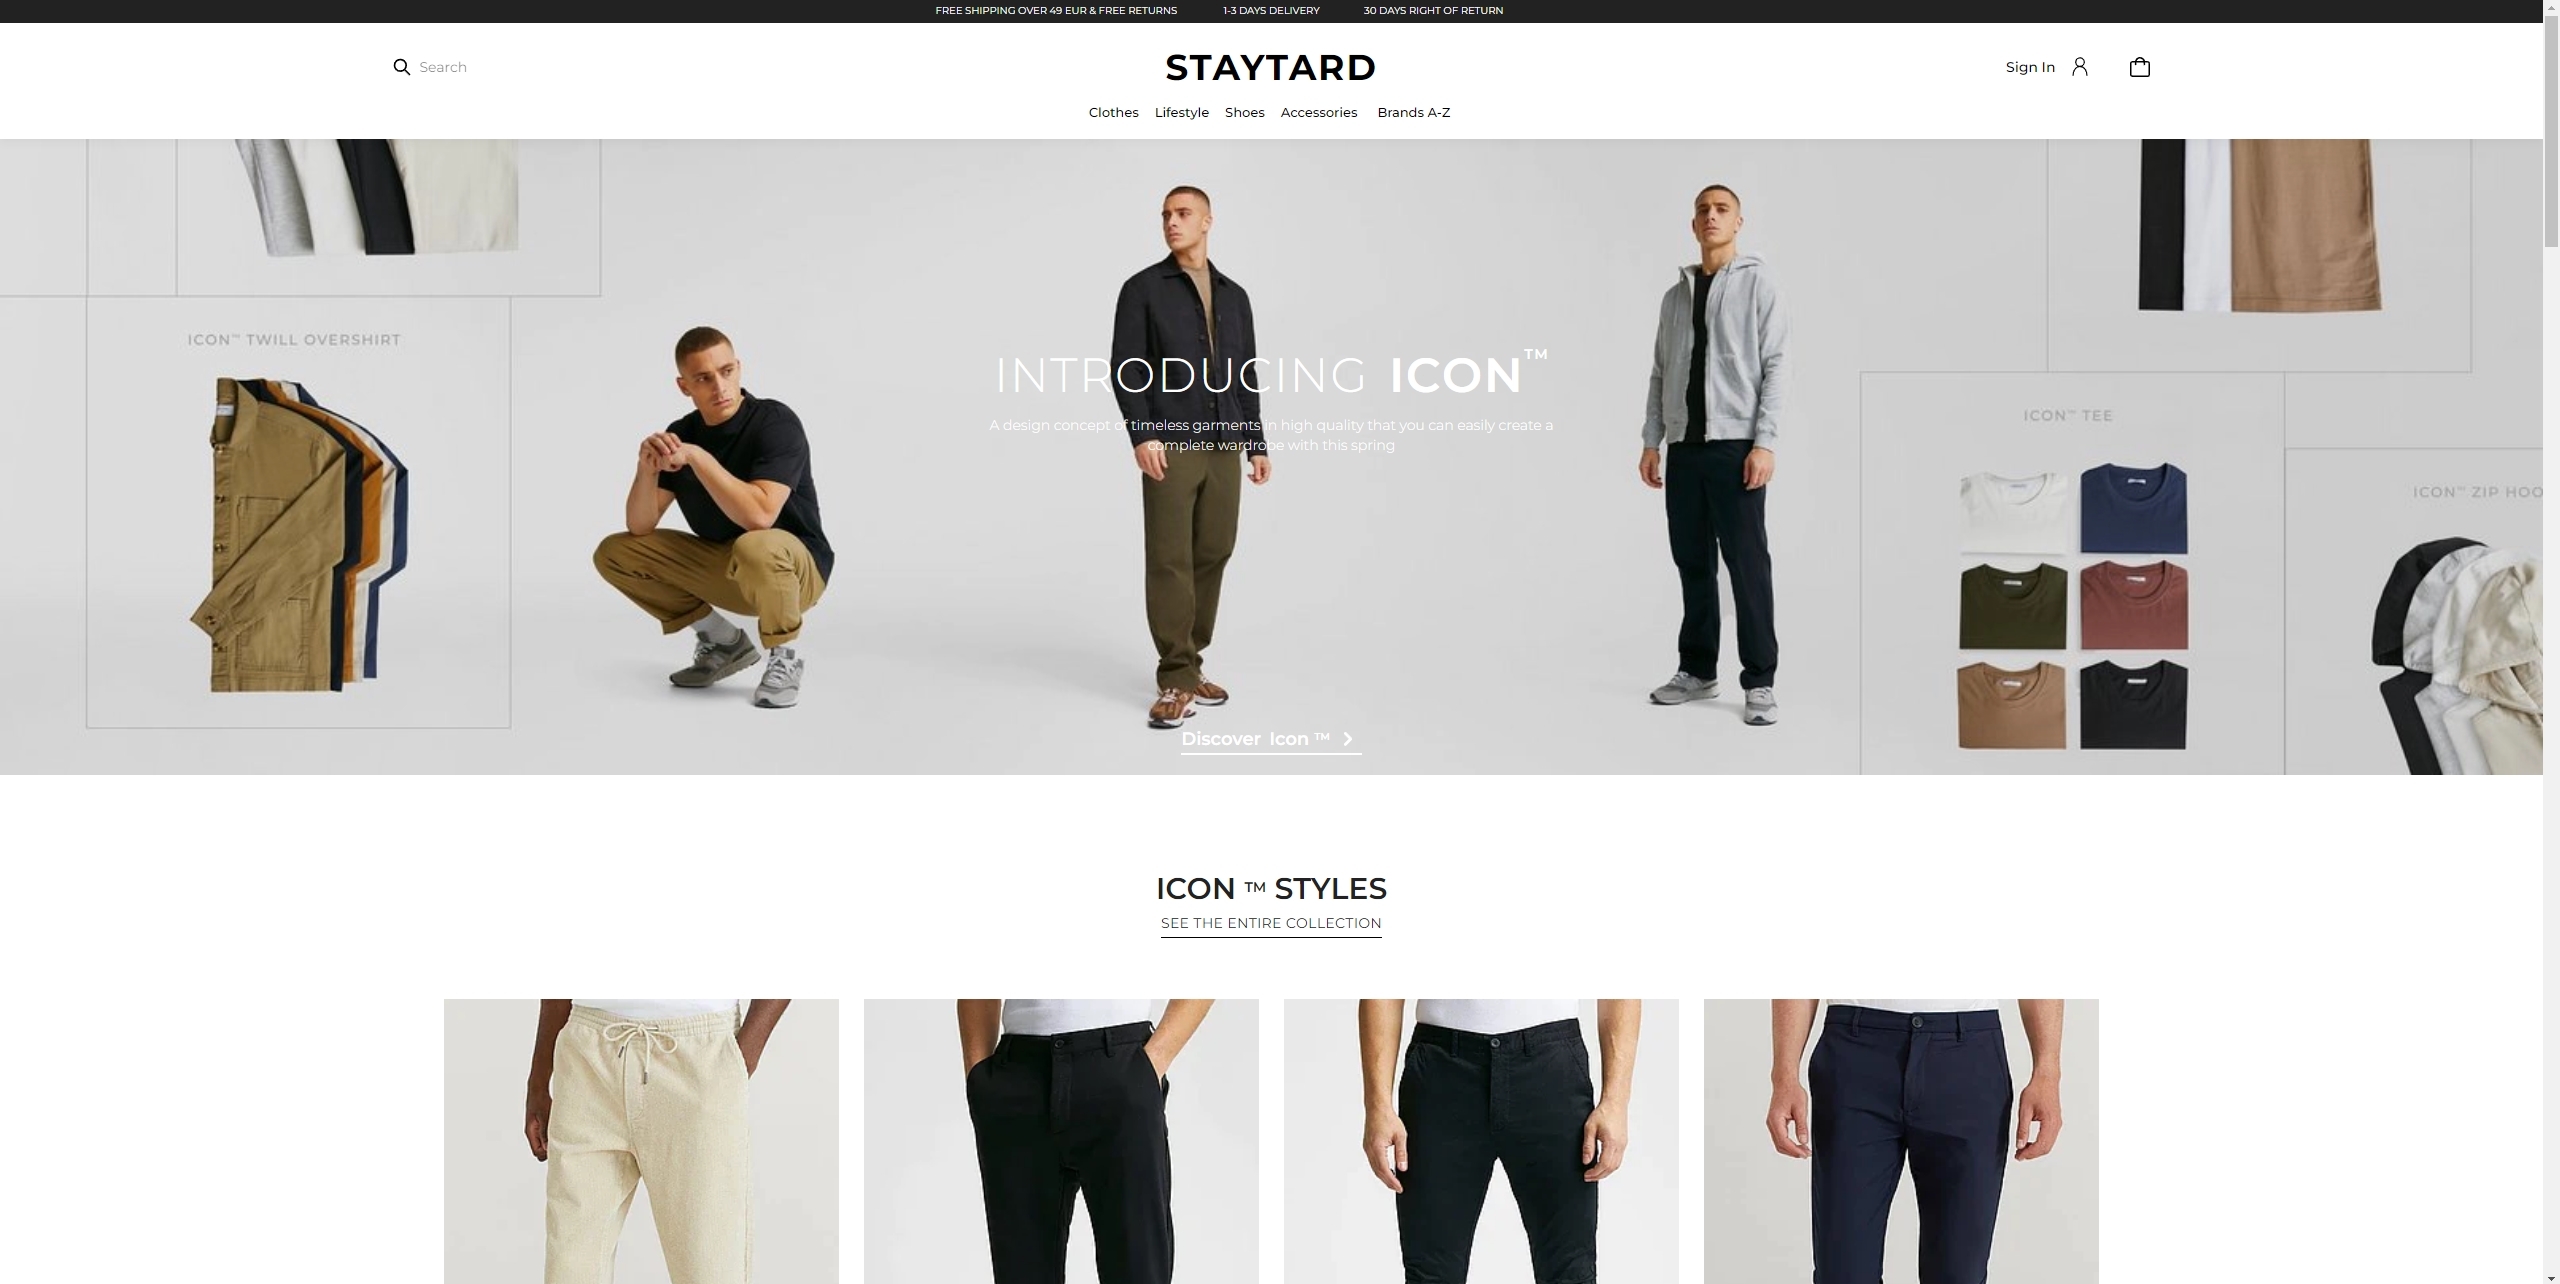 FREE SHIPPING OVER 49 EUR & FREE RETURNS
1-3 DAYS DELIVERY
30 DAYS RIGHT OF RETURN
Search
STAYTARD
Sign In
Clothes
Lifestyle
Shoes
Accessories
Brands A-Z
ICON™ TWILL OVERSHIRT
INTRODUCING ICON™
A design concept of timeless garments in high quality that you can easily create a
complete wardrobe with this spring
ICON™ TEE
ICON™ ZIP HOO
Discover Icon ™
ICON ™ STYLES
SEE THE ENTIRE COLLECTION